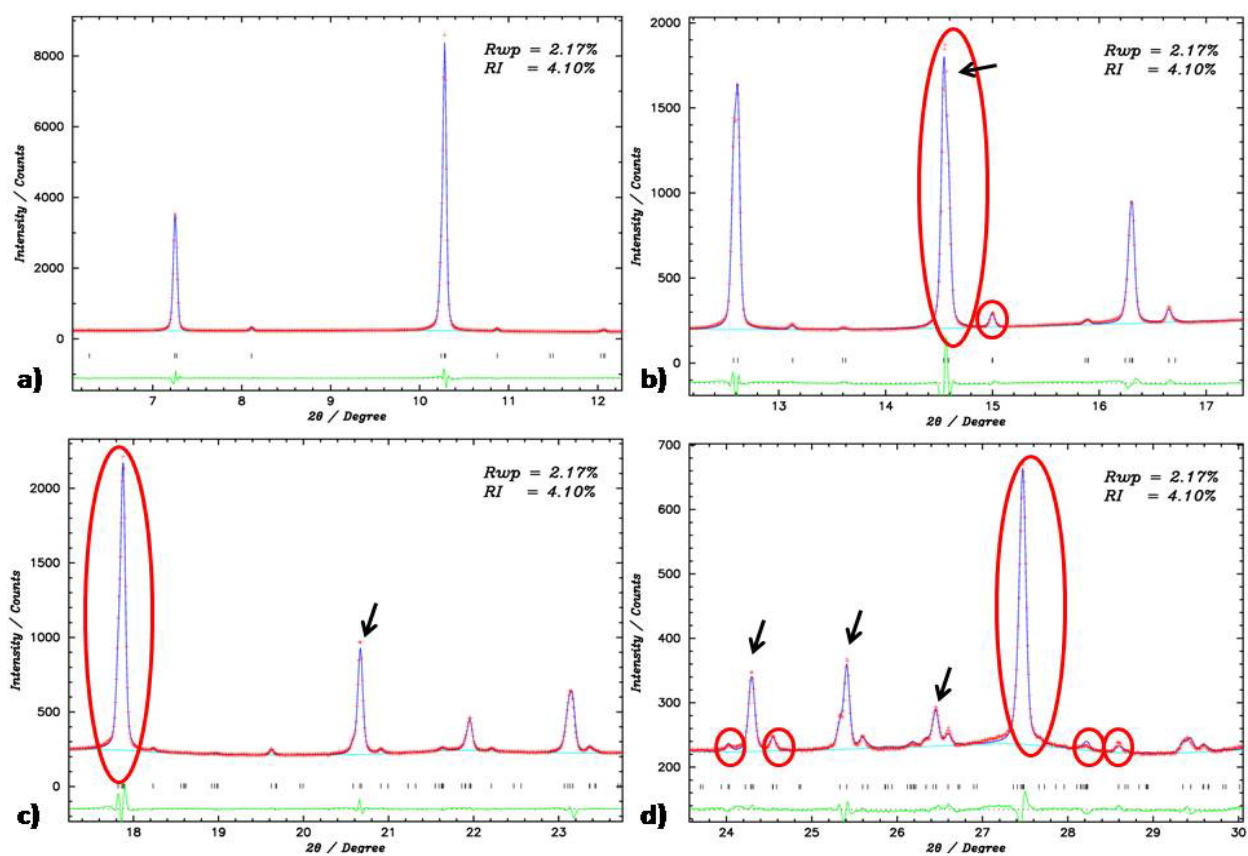 8000
6000
4000
2000
0
Intensity / Counts
Rwp = 2.17%
RI = 4.10%
7 8 9 10 11 12
2θ / Degree
a)
2000
1500
1000
500
0
Intensity / Counts
Rwp = 2.17%
RI = 4.10%
13 14 15 16 17
2θ / Degree
b)
2000
1500
1000
500
0
Intensity / Counts
Rwp = 2.17%
RI = 4.10%
18 19 20 21 22 23
2θ / Degree
c)
700
600
500
400
300
200
Intensity / Counts
Rwp = 2.17%
RI = 4.10%
24 25 26 27 28 29 30
2θ / Degree
d)